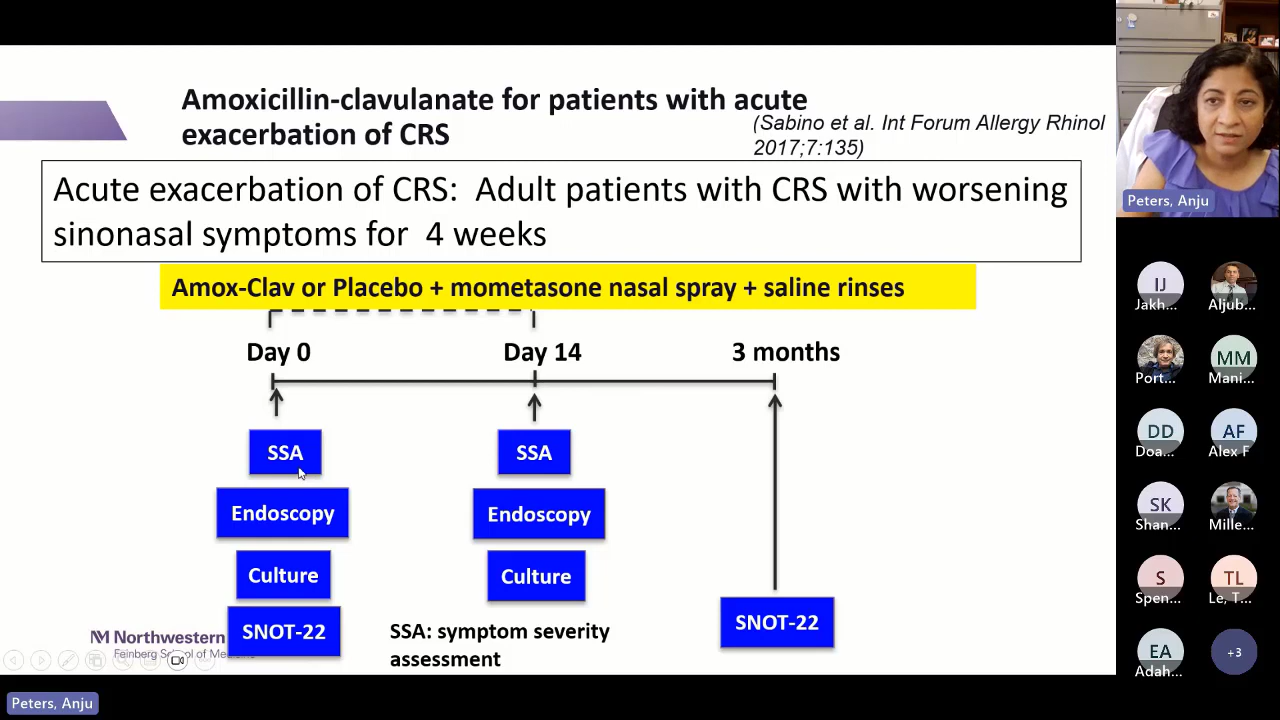 Amoxicillin-clavulanate for patients with acute
exacerbation of CRS
(Sabino et al. Int Forum Allergy Rhinol
2017;7:135)
Acute exacerbation of CRS: Adult patients with CRS with worsening
sinonasal symptoms for 4 weeks
Amox-Clav or Placebo + mometasone nasal spray + saline rinses
Day 0
Day 14
3 months
SSA
SSA
Endoscopy
Endoscopy
Culture
Culture
SNOT-22
SNOT-22
SSA: symptom severity
assessment
Northwestern
Feinberg School of Medicine
Peters, Anju
Peters, Anju
IJ
Jakh...
Aljub...
Port...
MM
Mani...
DD
Doa...
AF
Alex F
SK
Shan...
Mille...
S
Spen...
TL
Le, T...
EA
Adah...
+3